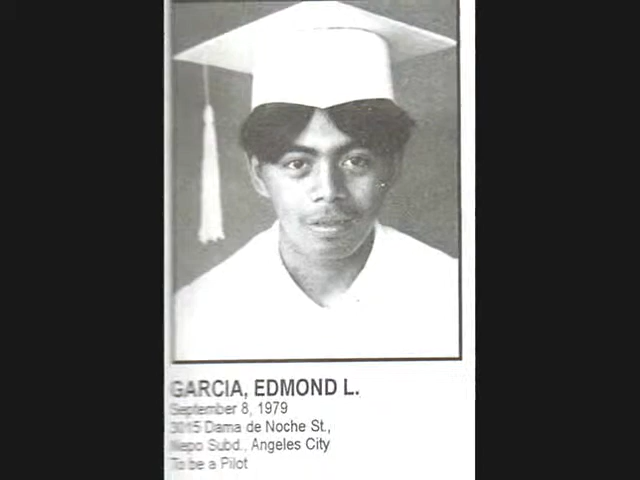 GARCIA, EDMOND L.
September 8, 1979
3015 Dama de Noche St.,
Nepo Subd., Angeles City
To be a Pilot